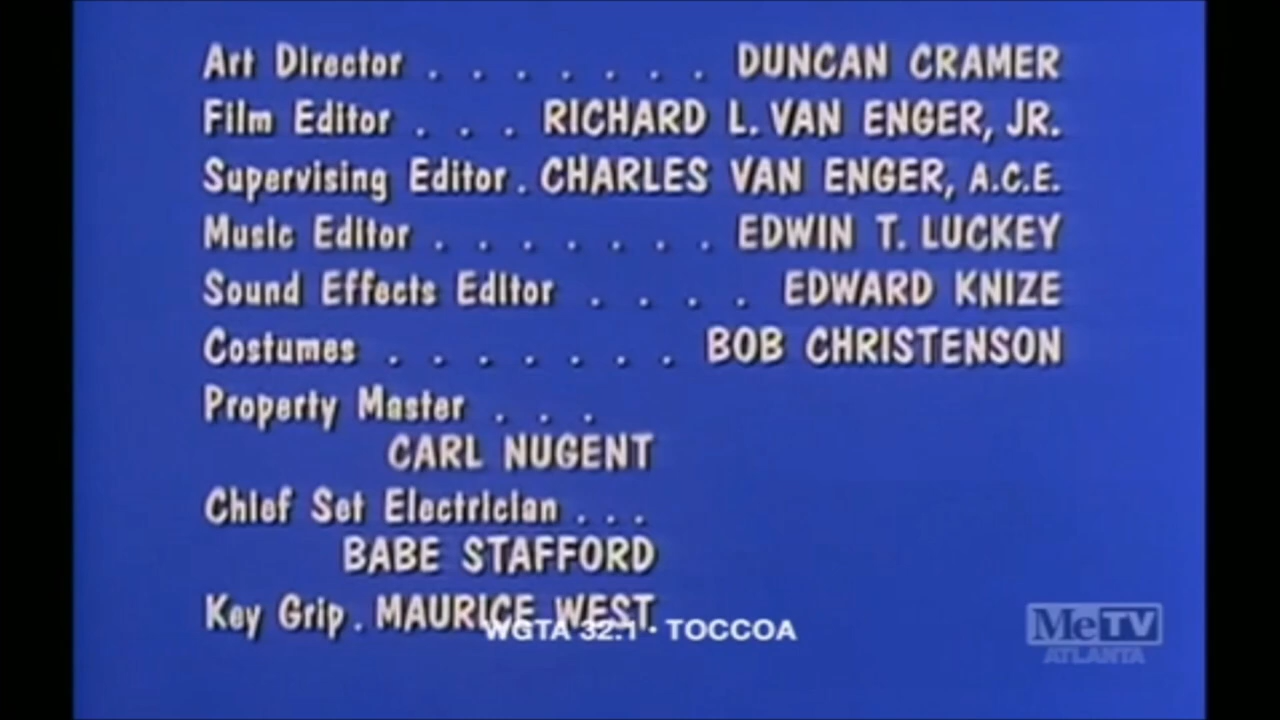 Art Director . . . . . . . DUNCAN CRAMER
Film Editor . . . RICHARD L. VAN ENGER, JR.
Supervising Editor . CHARLES VAN ENGER, A.C.E.
Music Editor . . . . . . . EDWIN T. LUCKEY
Sound Effects Editor . . . . EDWARD KNIZE
Costumes . . . . . . . BOB CHRISTENSON
Property Master . . .
CARL NUGENT
Chief Set Electrician . . .
BABE STAFFORD
Key Grip . MAURICE WEST
WGTA 32.1 • TOCCOA
MeTV
ATLANTA